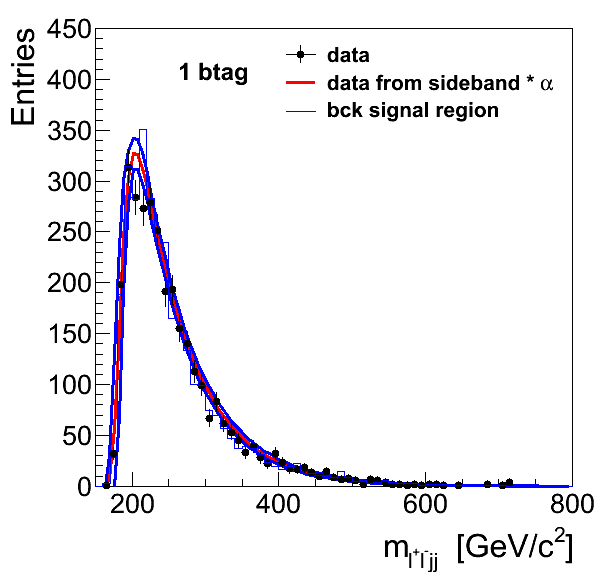 Entries
450
400
350
300
250
200
150
100
50
0
1 btag
data
data from sideband * α
bck signal region
200 400 600 800
m_{l⁺l⁻jj} [GeV/c²]